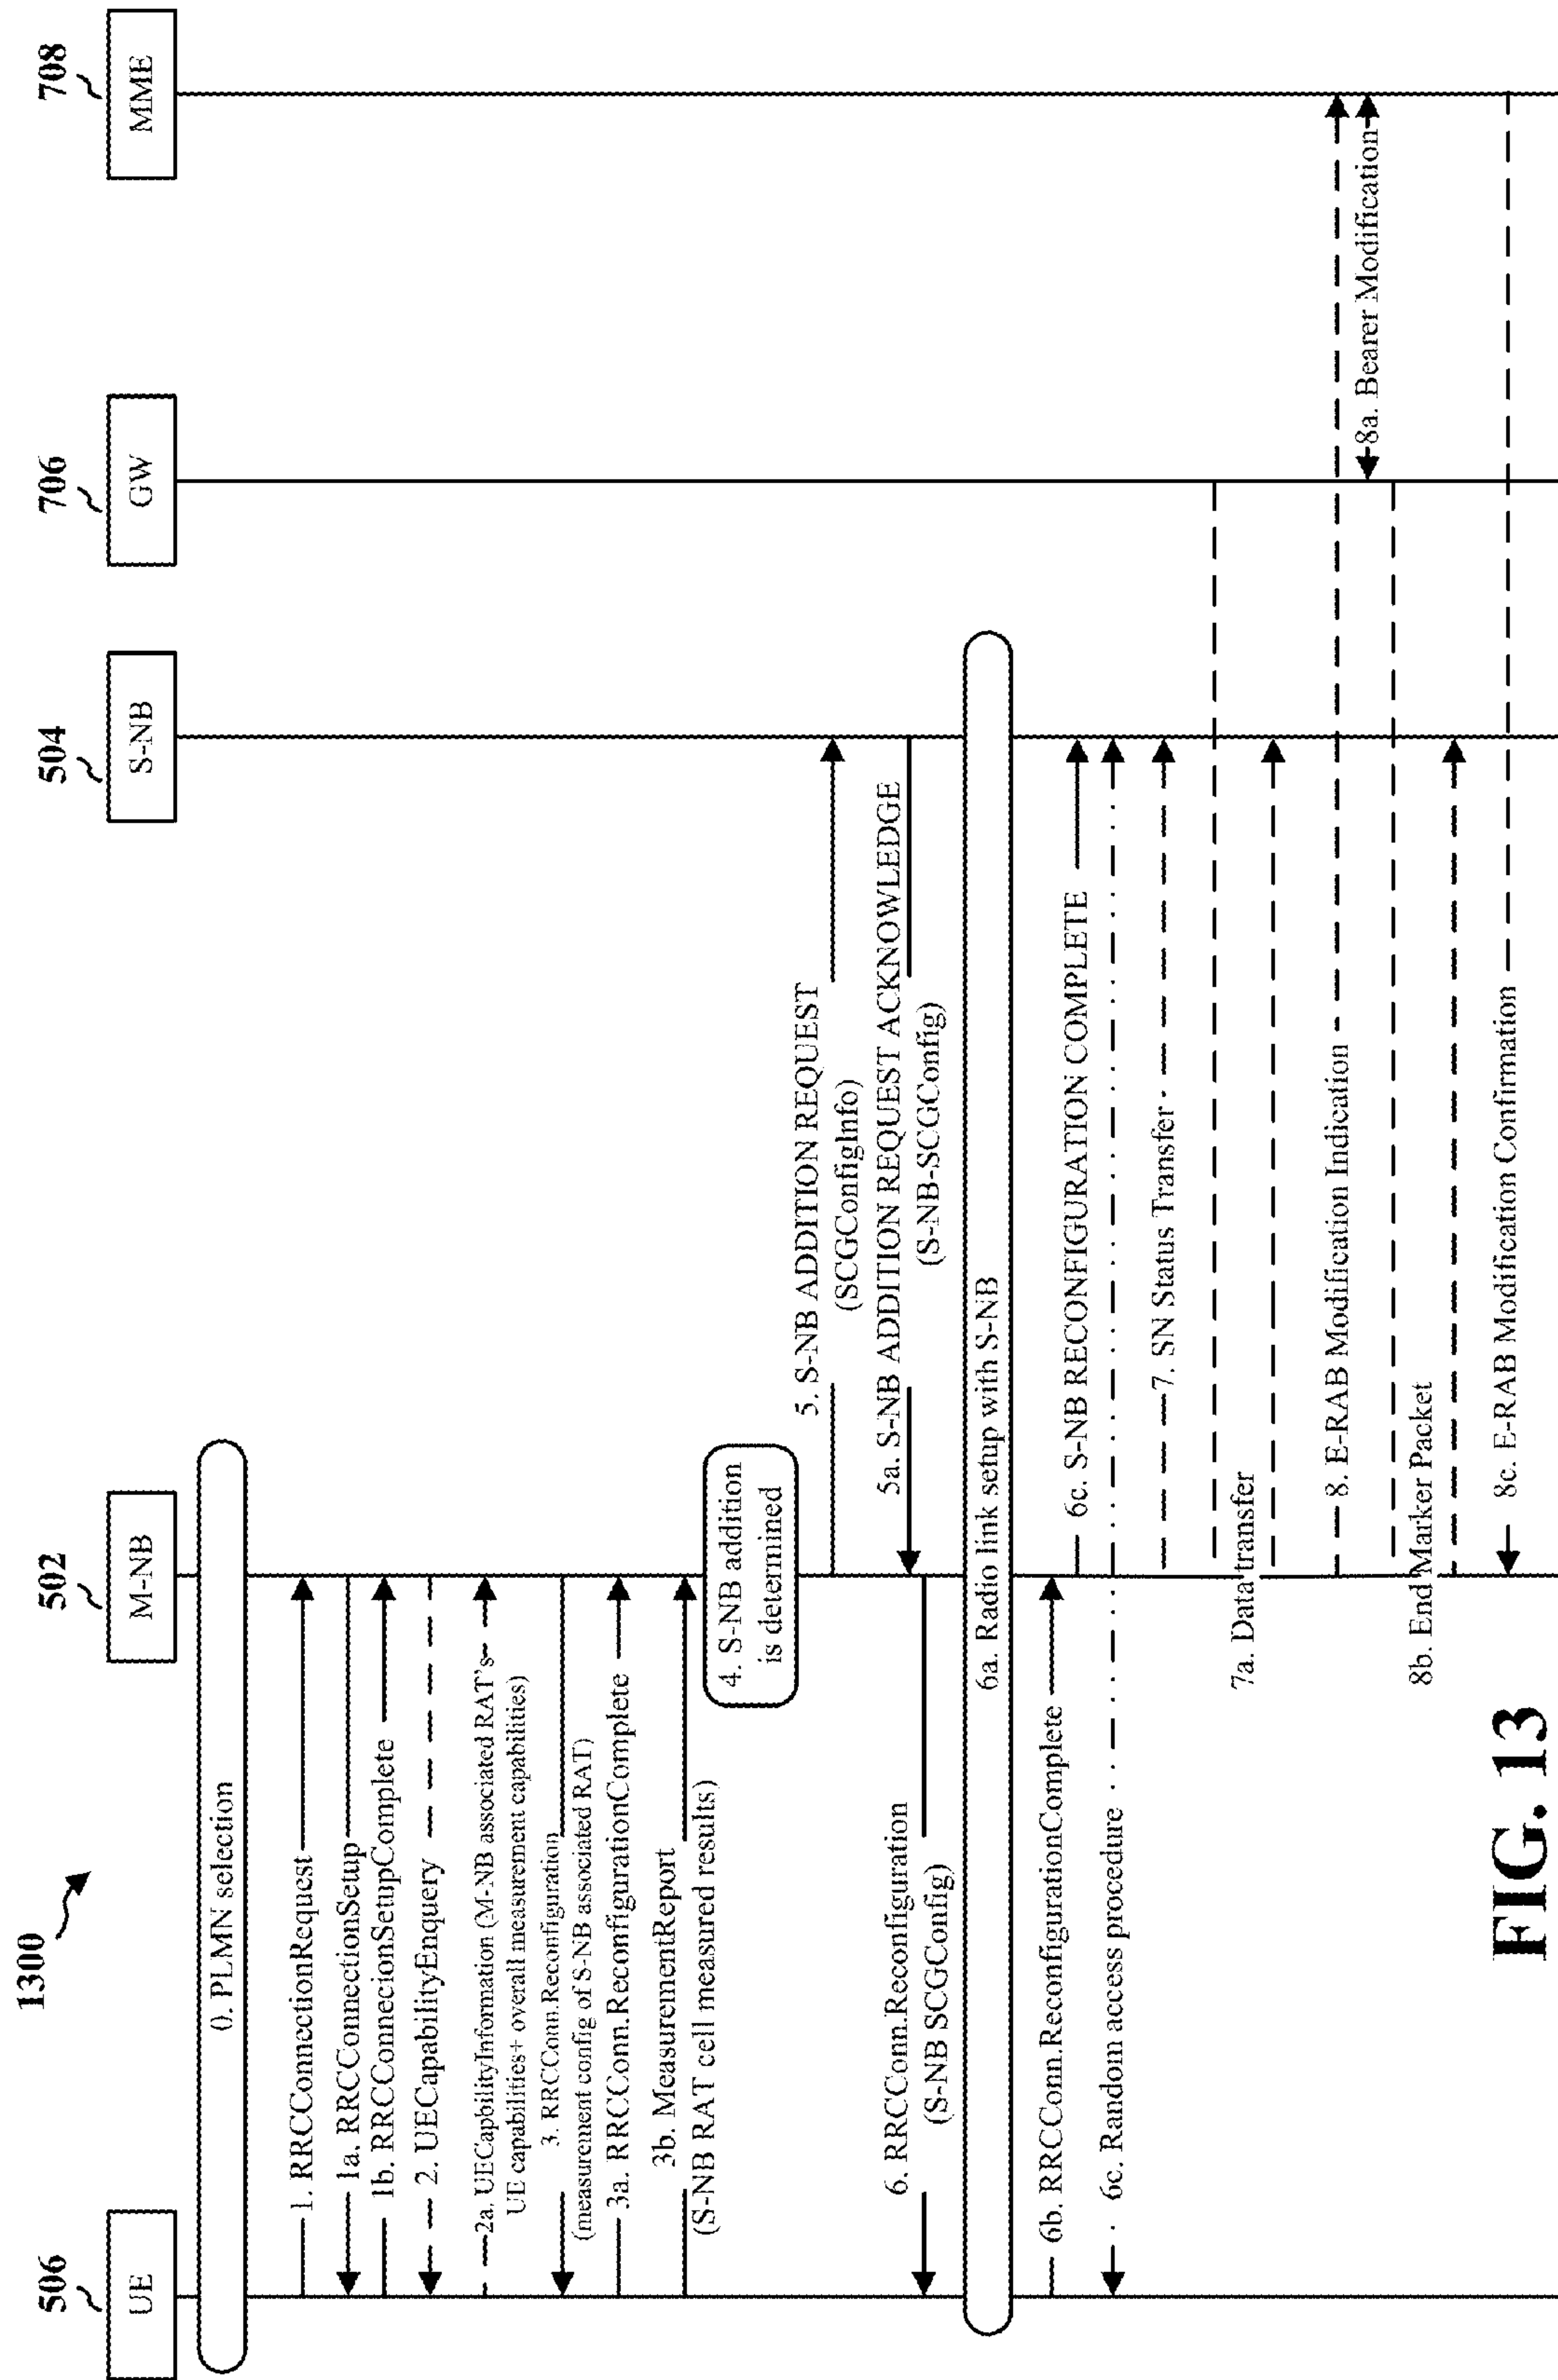 1300
506
502
504
706
708
UE
M-NB
S-NB
GW
MME
0. PLMN selection
1. RRCConnectionRequest
1a. RRCConnectionSetup
1b. RRCConnecionSetupComplete
2. UECapabilityEnquery
2a. UECapbilityInformation (M-NB associated RAT's
UE capabilities+ overall measurement capabilities)
3. RRCConn.Reconfiguration
(measurement config of S-NB associated RAT)
3a. RRCConn.ReconfigurationComplete
3b. MeasurementReport
(S-NB RAT cell measured results)
4. S-NB addition
is determined
5. S-NB ADDITION REQUEST
(SCGConfigInfo)
5a. S-NB ADDITION REQUEST ACKNOWLEDGE
(S-NB-SCGConfig)
6. RRCConn.Reconfiguration
(S-NB SCGConfig)
6a. Radio link setup with S-NB
6b. RRCConn.ReconfigurationComplete
6c. S-NB RECONFIGURATION COMPLETE
6c. Random access procedure
7. SN Status Transfer
7a. Data transfer
8. E-RAB Modification Indication
8a. Bearer Modification
8b. End Marker Packet
8c. E-RAB Modification Confirmation
FIG. 13